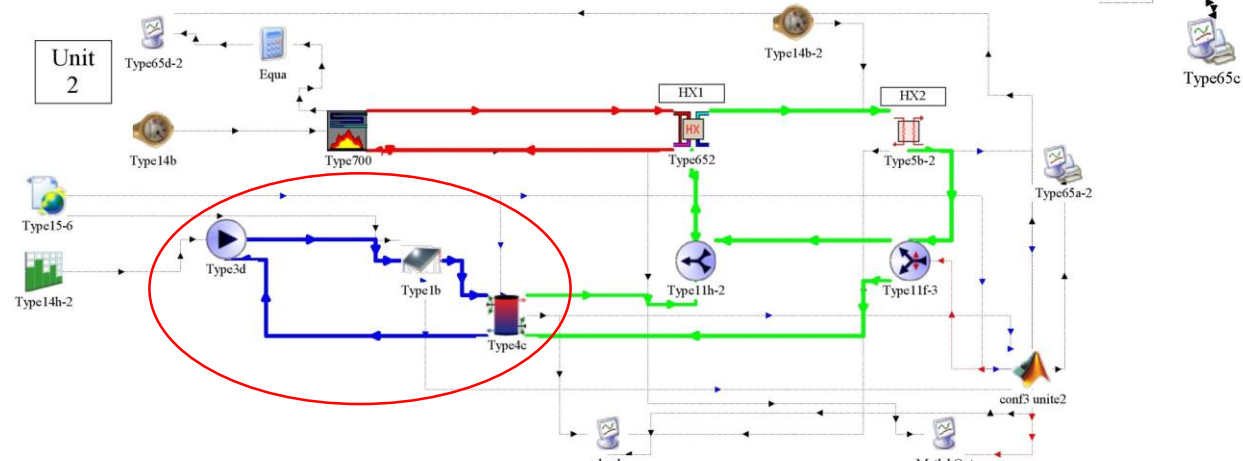 Unit
2
Type65d-2
Equa
Type14b-2
Type65c
HX1
HX2
HX
Type14b
Type700
Type652
Type5b-2
Type65a-2
Type15-6
Type3d
Type1b
Type11h-2
Type11f-3
Type14h-2
Type4c
conf3 unite2